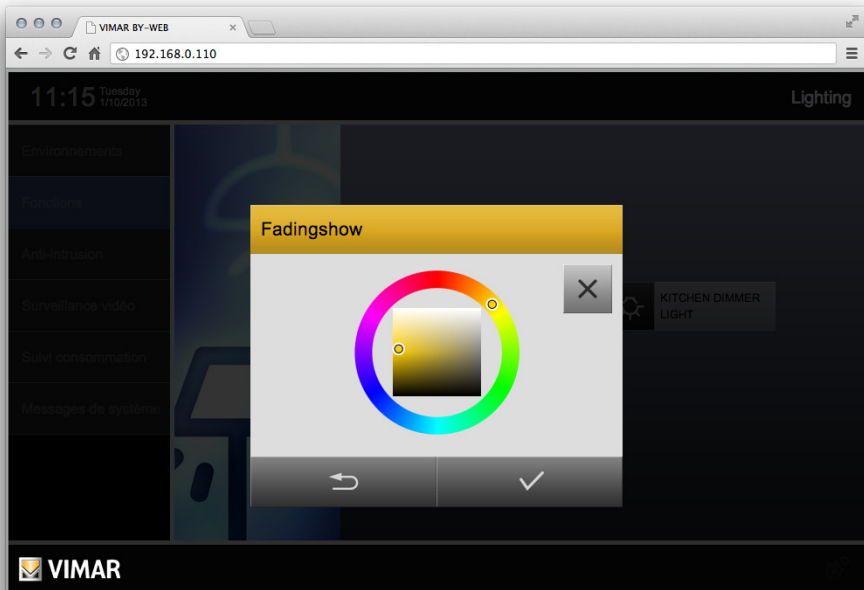 VIMAR BY-WEB
192.168.0.110
11:15
Tuesday
1/10/2013
Lighting
Environnements
Fonctions
Anti-intrusion
Surveillance vidéo
Suivi consommation
Messages de système
Fadingshow
KITCHEN DIMMER
LIGHT
VIMAR